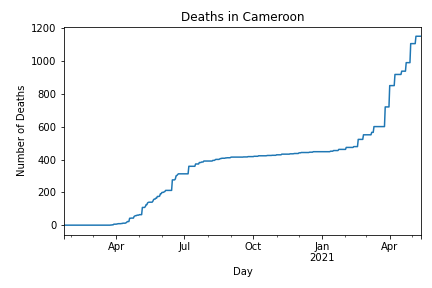 Deaths in Cameroon
1200
1000
800
600
400
200
0
Number of Deaths
Apr
Jul
Oct
Jan
2021
Apr
Day